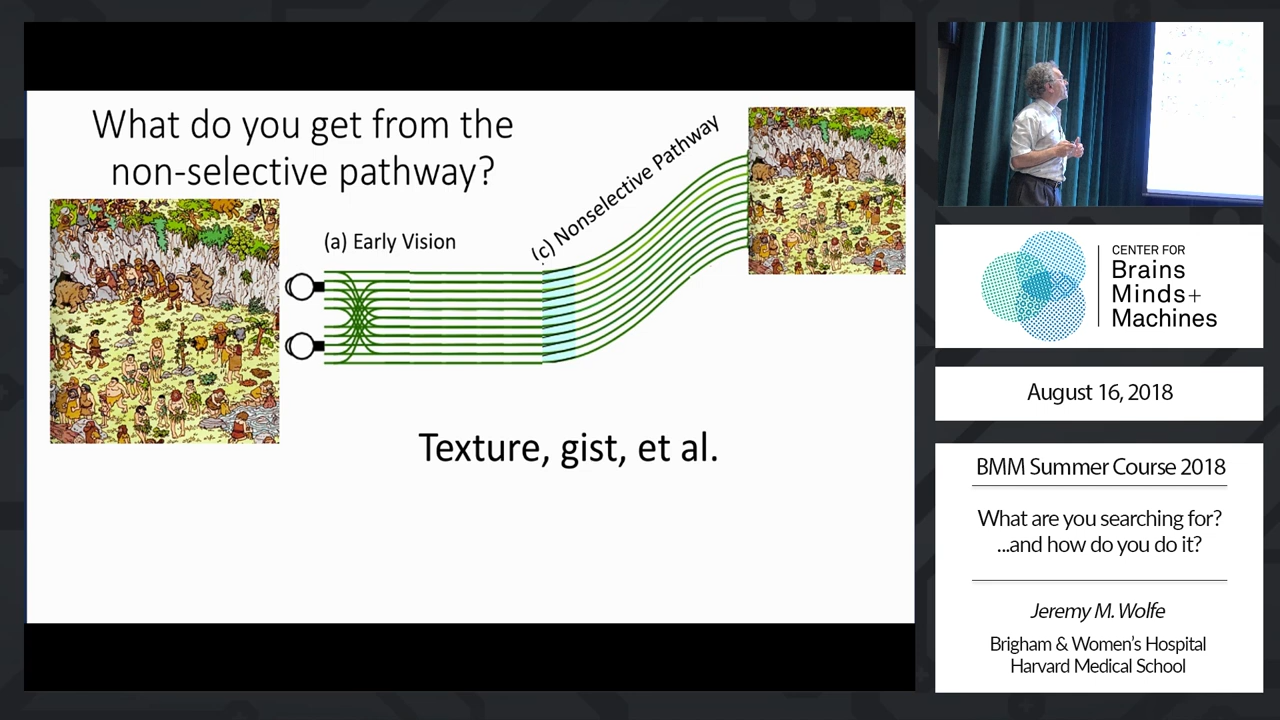 What do you get from the
non-selective pathway?
(a) Early Vision
(c) Nonselective Pathway
Texture, gist, et al.
CENTER FOR
Brains
Minds+
Machines
August 16, 2018
BMM Summer Course 2018
What are you searching for?
...and how do you do it?
Jeremy M. Wolfe
Brigham & Women's Hospital
Harvard Medical School